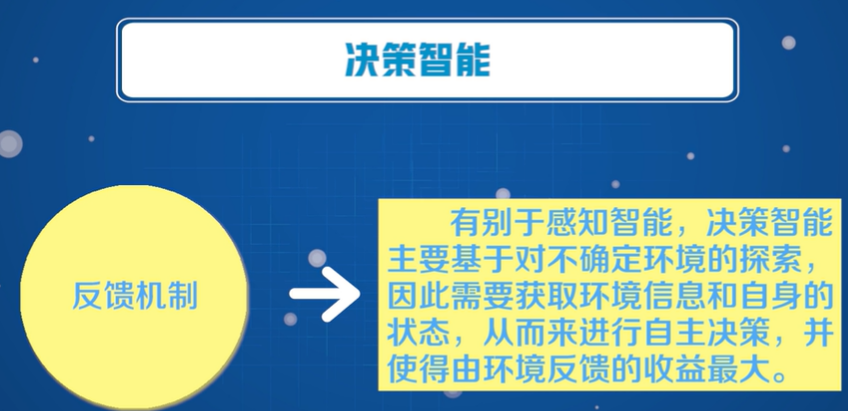 决策智能
反馈机制
有别于感知智能，决策智能
主要基于对不确定环境的探索，
因此需要获取环境信息和自身的
状态，从而来进行自主决策，并
使得由环境反馈的收益最大。